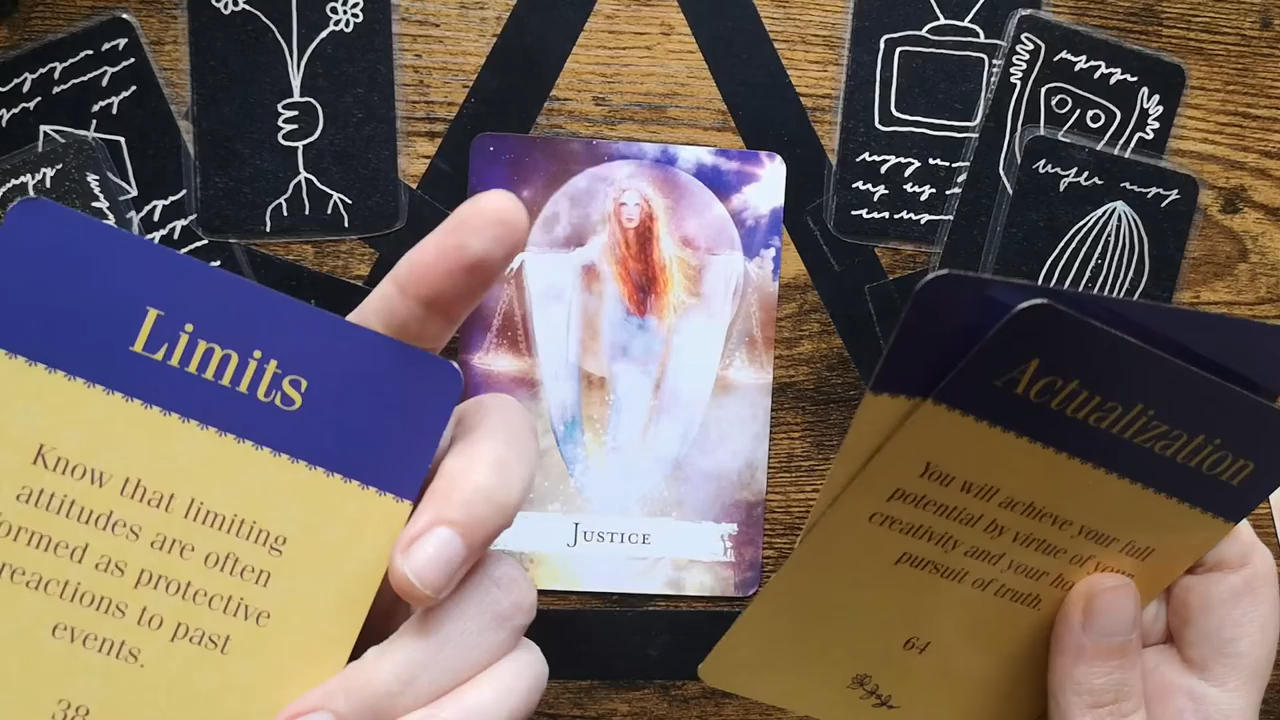 Limits
Know that limiting
attitudes are often
formed as protective
reactions to past
events.
38
Justice
Actualization
You will achieve your full
potential by virtue of your
creativity and your
pursuit of truth.
64